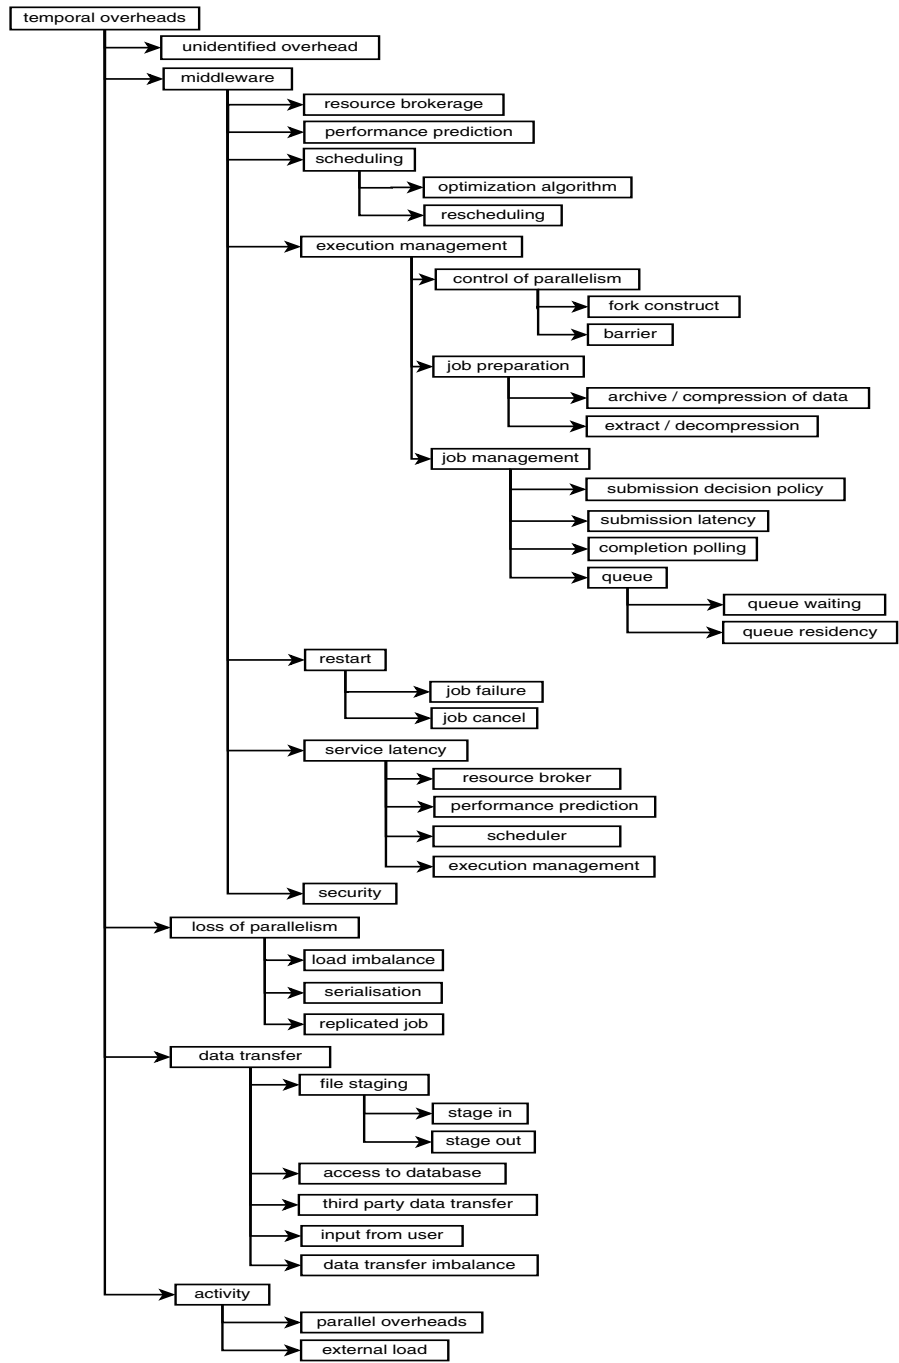 temporal overheads
unidentified overhead
middleware
resource brokerage
performance prediction
scheduling
optimization algorithm
rescheduling
execution management
control of parallelism
fork construct
barrier
job preparation
archive / compression of data
extract / decompression
job management
submission decision policy
submission latency
completion polling
queue
queue waiting
queue residency
restart
job failure
job cancel
service latency
resource broker
performance prediction
scheduler
execution management
security
loss of parallelism
load imbalance
serialisation
replicated job
data transfer
file staging
stage in
stage out
access to database
third party data transfer
input from user
data transfer imbalance
activity
parallel overheads
external load